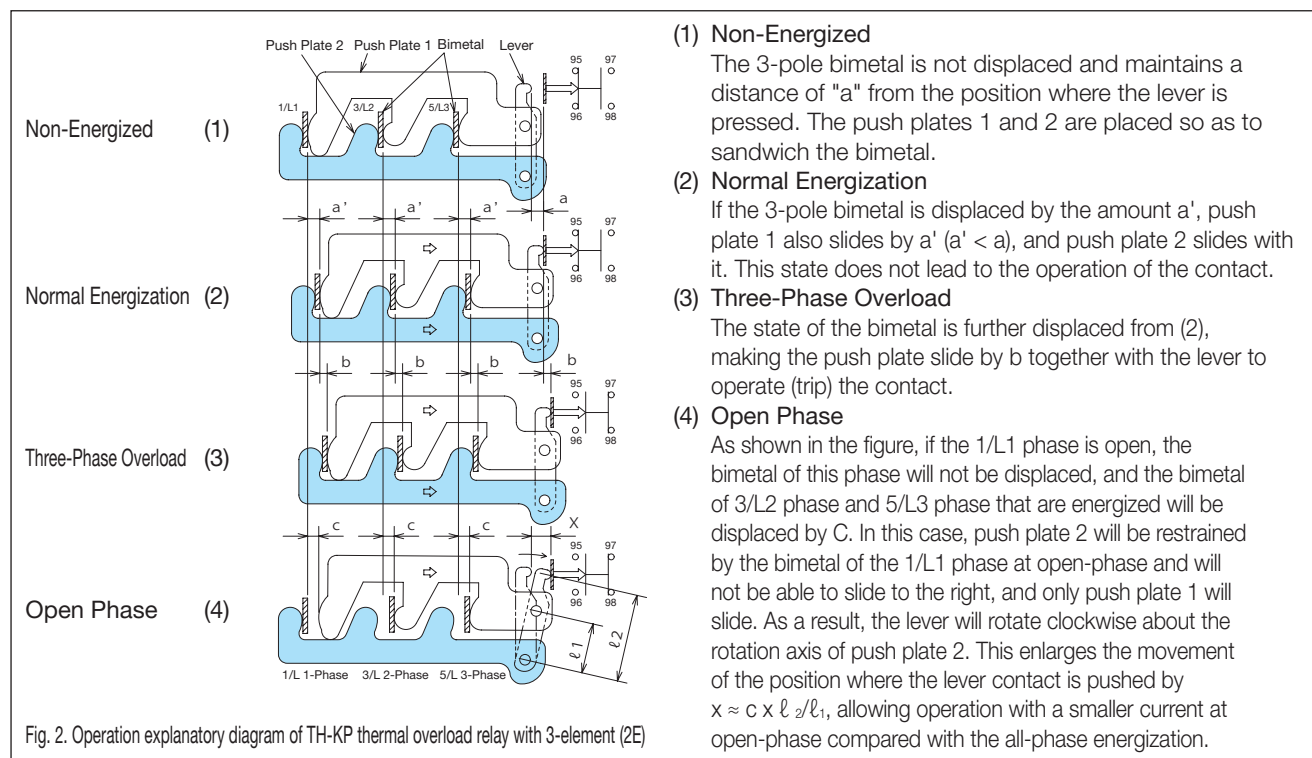 Push Plate 2 Push Plate 1 Bimetal Lever
95 97
1/L1 3/L2 5/L3
96 98
Non-Energized (1)
a' a' a' a
95 97
96 98
Normal Energization (2)
b b b b
95 97
96 98
Three-Phase Overload (3)
c c c X
95 97
96 98
Open Phase (4)
ℓ1 ℓ2
1/L 1-Phase 3/L 2-Phase 5/L 3-Phase
Fig. 2. Operation explanatory diagram of TH-KP thermal overload relay with 3-element (2E)
(1) Non-Energized
The 3-pole bimetal is not displaced and maintains a
distance of "a" from the position where the lever is
pressed. The push plates 1 and 2 are placed so as to
sandwich the bimetal.
(2) Normal Energization
If the 3-pole bimetal is displaced by the amount a', push
plate 1 also slides by a' (a' < a), and push plate 2 slides with
it. This state does not lead to the operation of the contact.
(3) Three-Phase Overload
The state of the bimetal is further displaced from (2),
making the push plate slide by b together with the lever to
operate (trip) the contact.
(4) Open Phase
As shown in the figure, if the 1/L1 phase is open, the
bimetal of this phase will not be displaced, and the bimetal
of 3/L2 phase and 5/L3 phase that are energized will be
displaced by C. In this case, push plate 2 will be restrained
by the bimetal of the 1/L1 phase at open-phase and will
not be able to slide to the right, and only push plate 1 will
slide. As a result, the lever will rotate clockwise about the
rotation axis of push plate 2. This enlarges the movement
of the position where the lever contact is pushed by
x ≈ c x ℓ₂/ℓ₁, allowing operation with a smaller current at
open-phase compared with the all-phase energization.